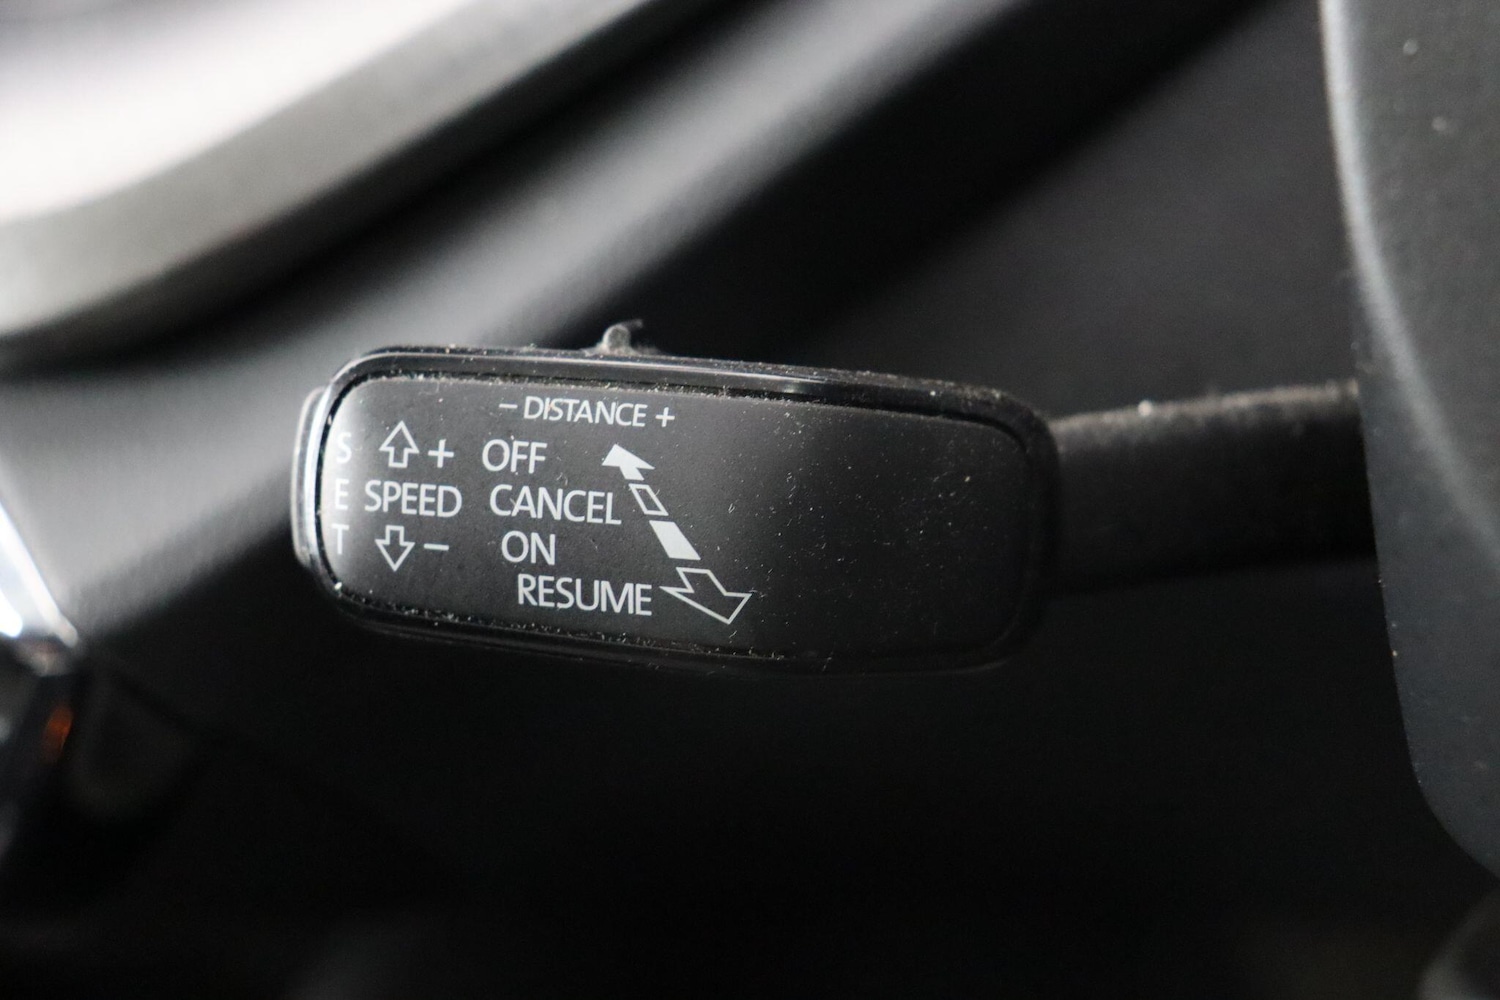 – DISTANCE +
S + OFF
E SPEED CANCEL
T – ON
RESUME